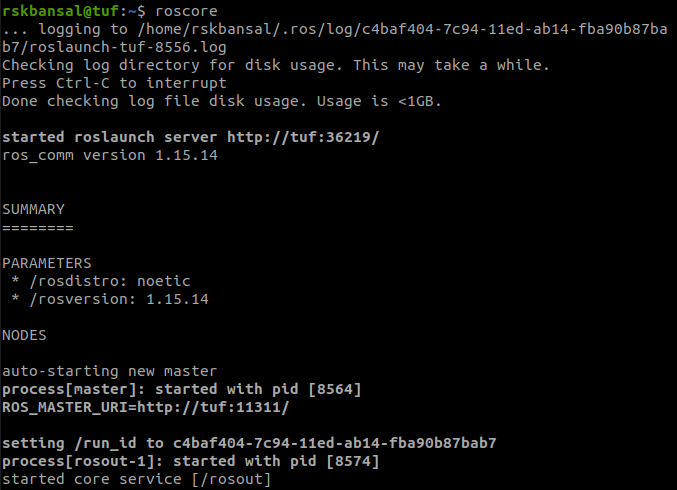 rskbansal@tuf:~$ roscore
... logging to /home/rskbansal/.ros/log/c4baf404-7c94-11ed-ab14-fba90b87ba
b7/roslaunch-tuf-8556.log
Checking log directory for disk usage. This may take a while.
Press Ctrl-C to interrupt
Done checking log file disk usage. Usage is <1GB.
started roslaunch server http://tuf:36219/
ros_comm version 1.15.14
SUMMARY
========
PARAMETERS
 * /rosdistro: noetic
 * /rosversion: 1.15.14
NODES
auto-starting new master
process[master]: started with pid [8564]
ROS_MASTER_URI=http://tuf:11311/
setting /run_id to c4baf404-7c94-11ed-ab14-fba90b87bab7
process[rosout-1]: started with pid [8574]
started core service [/rosout]